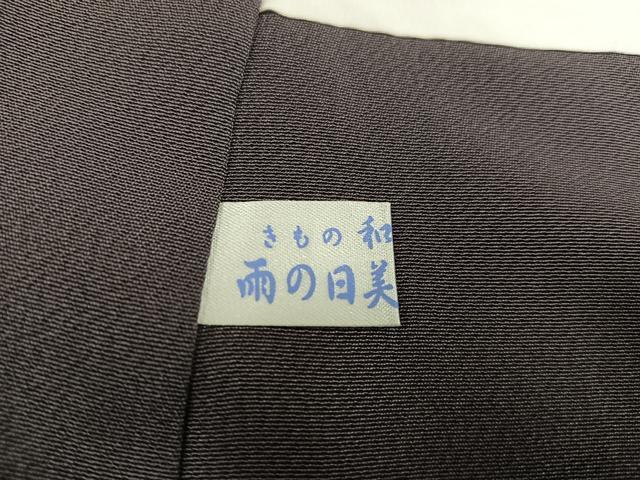 きもの 和
雨の日美